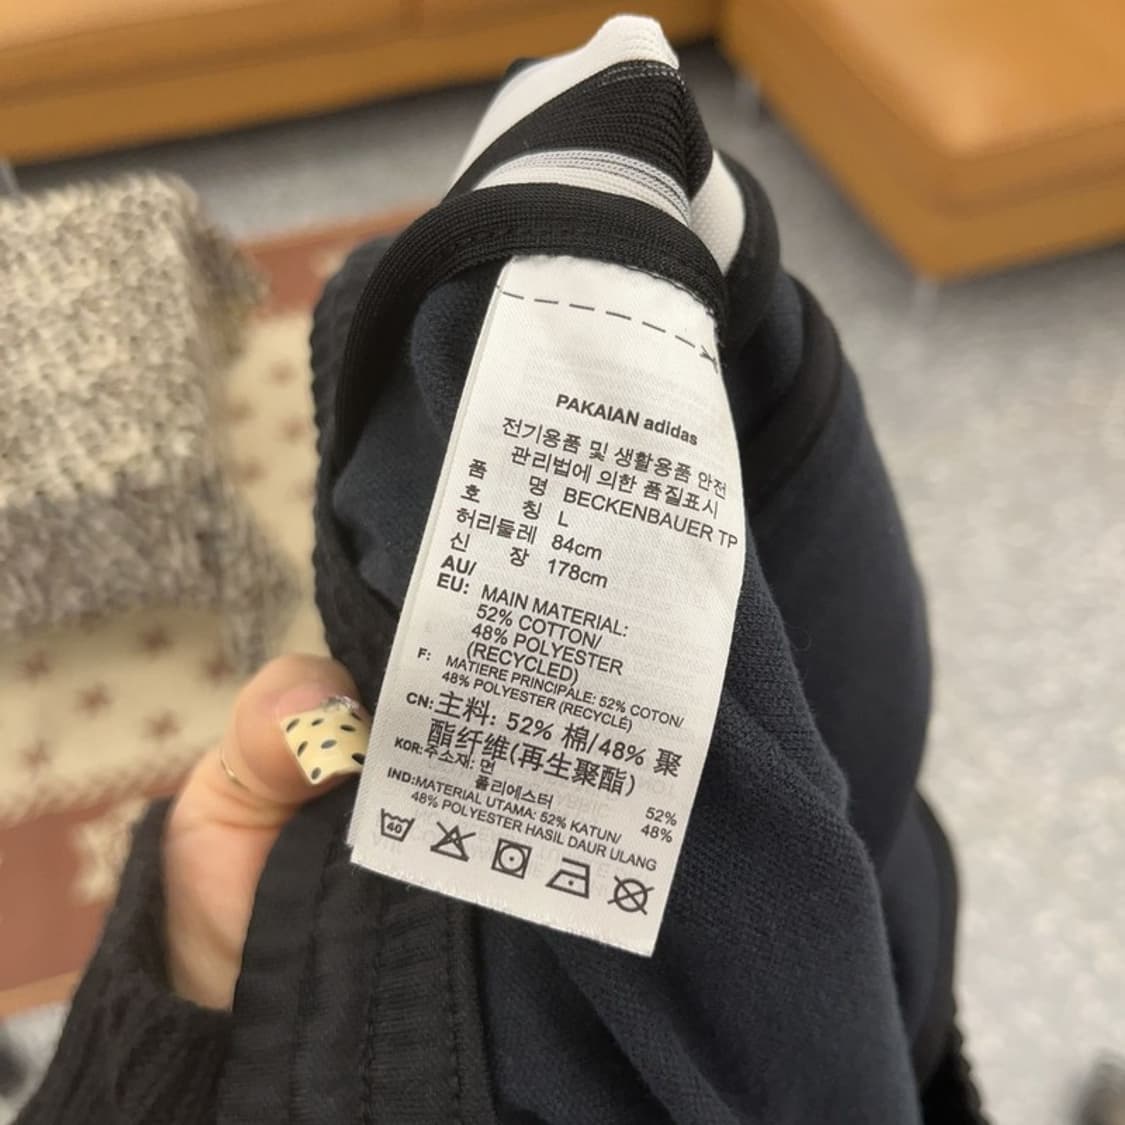 PAKAIAN adidas
전기용품 및 생활용품 안전
관리법에 의한 품질표시
품 명 BECKENBAUER TP
호 칭 L
허리둘레 84cm
신 장 178cm
AU/
EU: MAIN MATERIAL:
52% COTTON/
48% POLYESTER
(RECYCLED)
F: MATIERE PRINCIPALE: 52% COTON/
48% POLYESTER (RECYCLÉ)
CN: 主料: 52% 棉/48% 聚
酯纤维(再生聚酯)
KOR: 주소재: 면 52%
폴리에스터 48%
IND: MATERIAL UTAMA: 52% KATUN/
48% POLYESTER HASIL DAUR ULANG
40